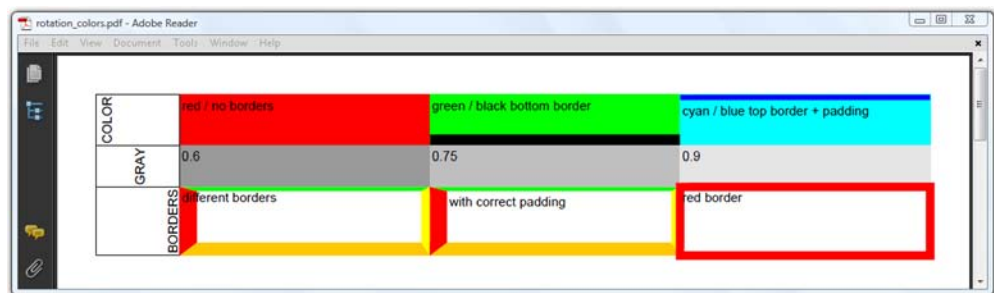 rotation_colors.pdf - Adobe Reader
File Edit View Document Tools Window Help
COLOR
red / no borders
green / black bottom border
cyan / blue top border + padding
GRAY
0.6
0.75
0.9
BORDERS
different borders
with correct padding
red border